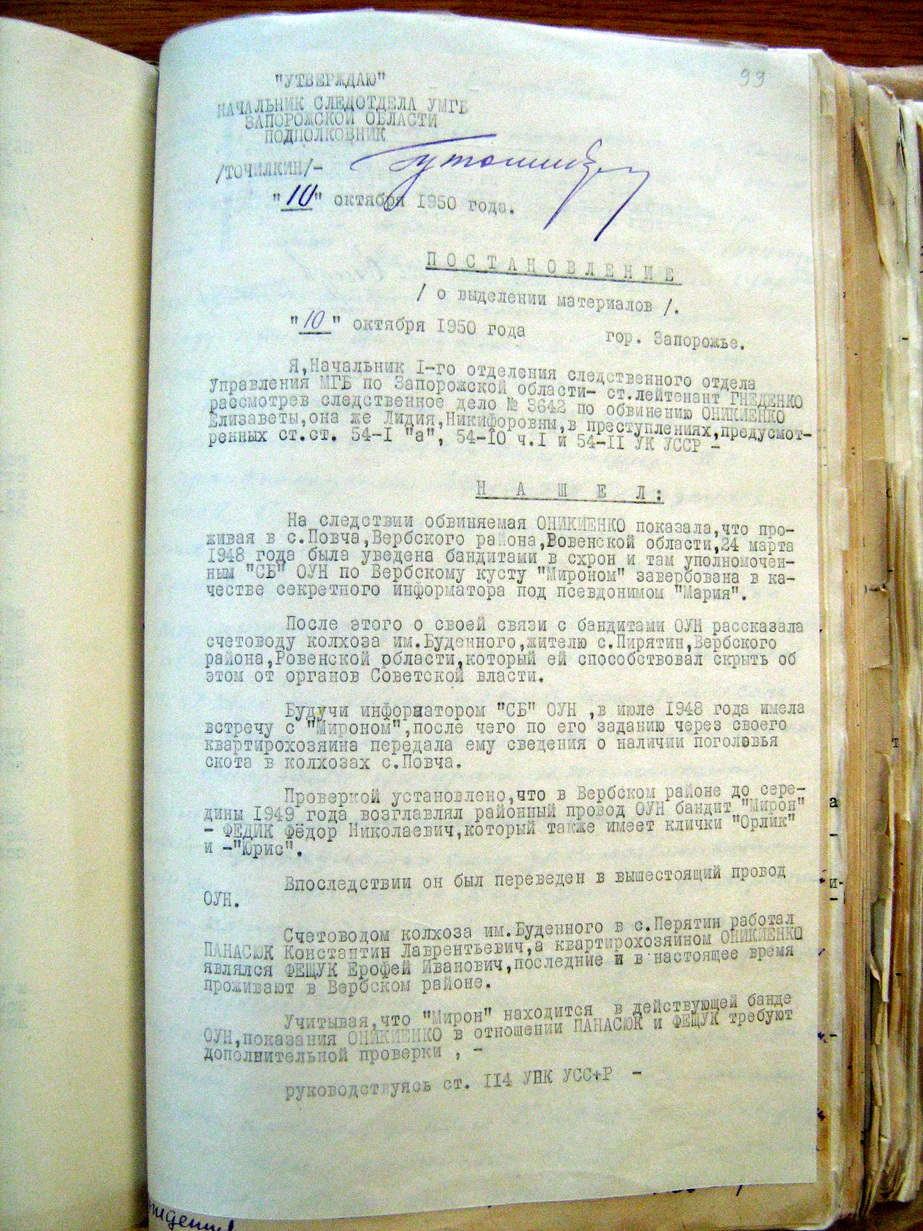 99
"УТВЕРЖДАЮ"
НАЧАЛЬНИК СЛЕДОТДЕЛА УМГБ
ЗАПОРОЖСКОЙ ОБЛАСТИ
ПОДПОЛКОВНИК
/ТОЧИЛКИН/-
"10" октября 1950 года.
ПОСТАНОВЛЕНИЕ
/ о выделении материалов /.
"10" октября 1950 года гор. Запорожье.
Я,Начальник I-го отделения следственного отдела
Управления МГБ по Запорожской области- ст.лейтенант ГНЕДЕНКО
рассмотрев следственное дело № 3642 по обвинению ОНИКИЕНКО
Елизаветы,она же Лидия,Никифоровны,в преступлениях,предусмот-
ренных ст.ст. 54-I "а", 54-IO ч.I и 54-II УК УССР -
НАШЕЛ:
На следствии обвиняемая ОНИКИЕНКО показала,что про-
живая в с.Повча,Вербского района,Ровенской области,24 марта
1948 года была уведена бандитами в схрон и там уполномочен-
ным "СБ" ОУН по Вербскому кусту "Мироном" завербована в ка-
честве секретного информатора под псевдонимом "Мария".
После этого о своей связи с бандитами ОУН рассказала
счетоводу колхоза им.Буденного,жителю с.Пирятин,Вербского
района,Ровенской области,который ей способствовал скрыть об
этом от органов Советской власти.
Будучи информатором "СБ" ОУН ,в июле 1948 года имела
встречу с "Мироном",после чего по его заданию через своего
квартирохозяина передала ему сведения о наличии поголовья
скота в колхозах с.Повча.
Проверкой установлено,что в Вербском районе до сере-
дины 1949 года возглавлял районный провод ОУН бандит "Мирон"
- ФЕДИК Фёдор Николаевич,который также имеет клички "Орлик"
и -"Юрис".
Впоследствии он был переведен в вышестоящий провод
ОУН.
Счетоводом колхоза им.Буденного в с.Перятин работал
ПАНАСЮК Константин Лаврентьевич,а квартирохозяином ОНИКИЕНКО
являлся ФЕЩУК Ерофей Иванович,последние и в настоящее время
проживают в Вербском районе.
Учитывая,что "Мирон" находится в действующей банде
ОУН,показания ОНИКИЕНКО в отношении ПАНАСЮК и ФЕЩУК требуют
дополнительной проверки , -
руководствуясь ст. II4 УПК УСС+Р -